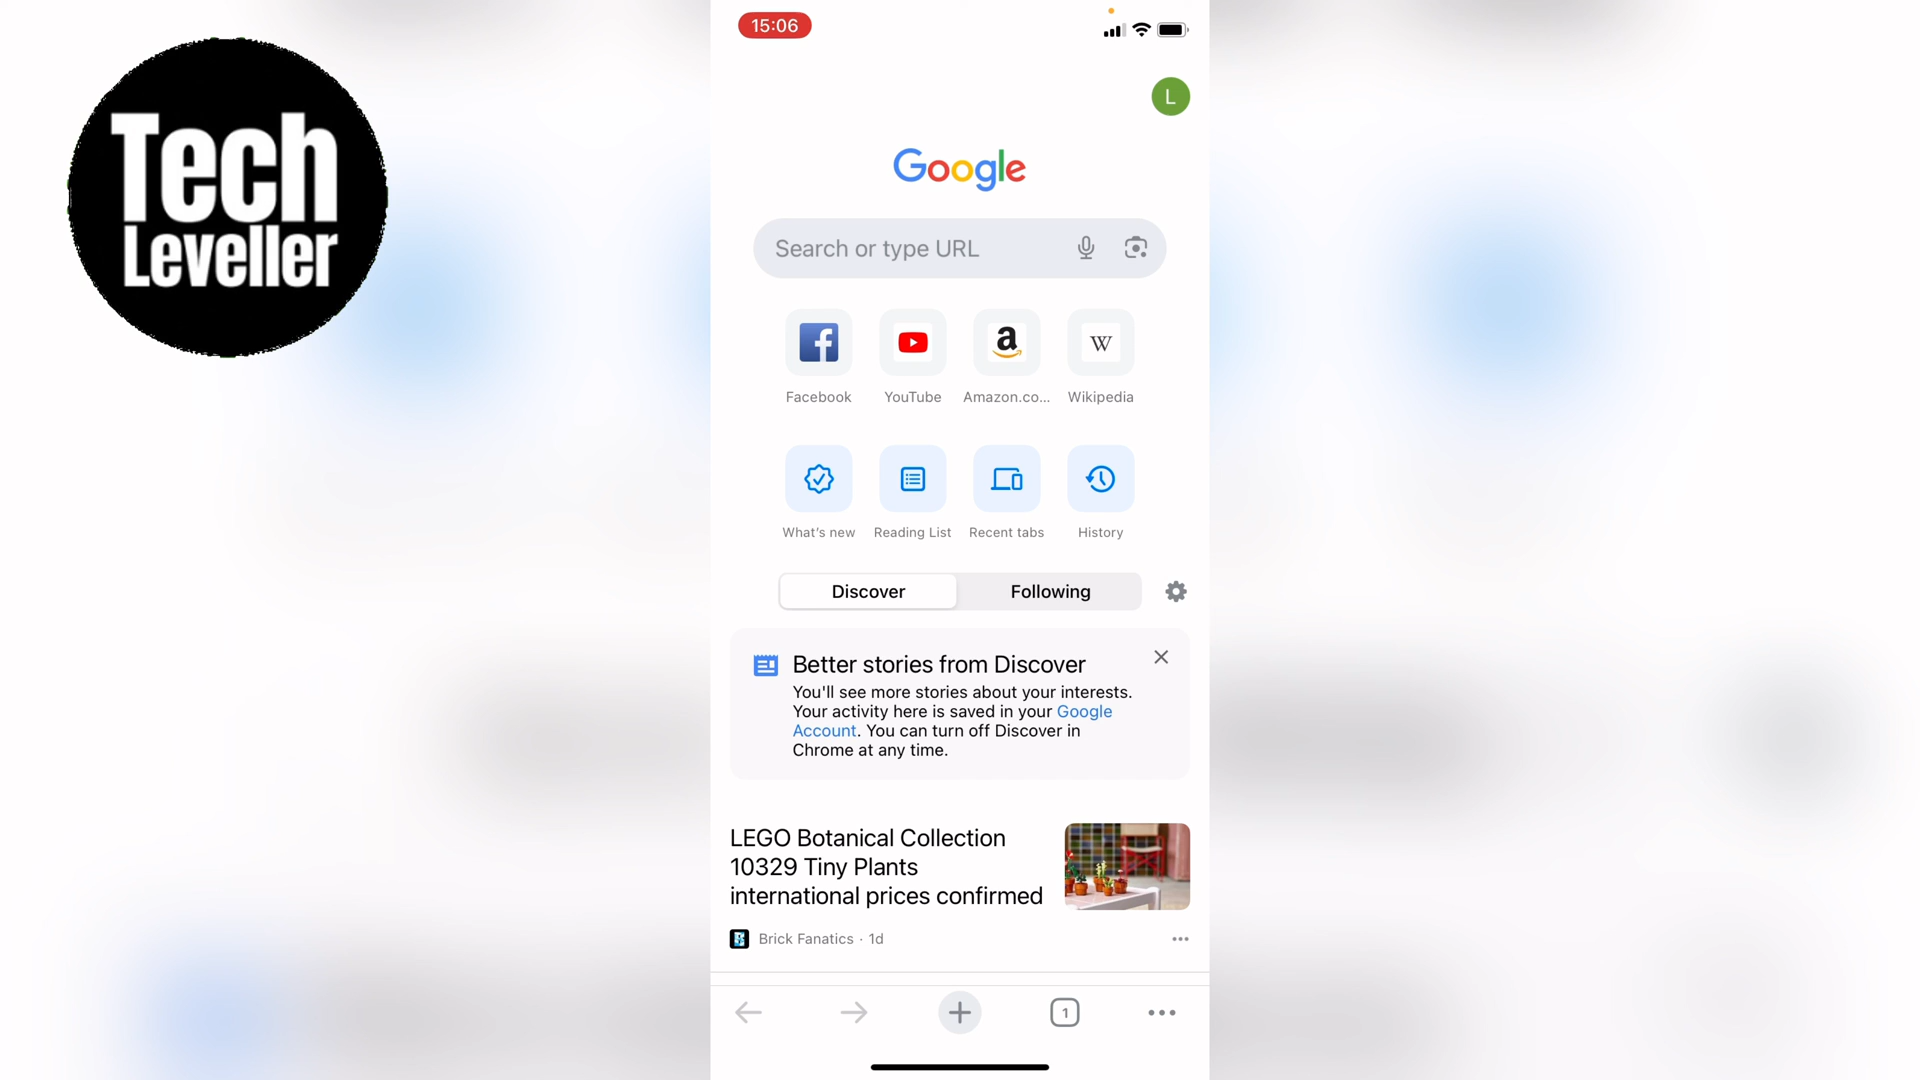 Tech
Leveller
15:06
L
Google
Search or type URL
Facebook
YouTube
Amazon.co...
Wikipedia
What's new
Reading List
Recent tabs
History
Discover
Following
Better stories from Discover
You'll see more stories about your interests.
Your activity here is saved in your Google
Account. You can turn off Discover in
Chrome at any time.
LEGO Botanical Collection
10329 Tiny Plants
international prices confirmed
Brick Fanatics · 1d
1